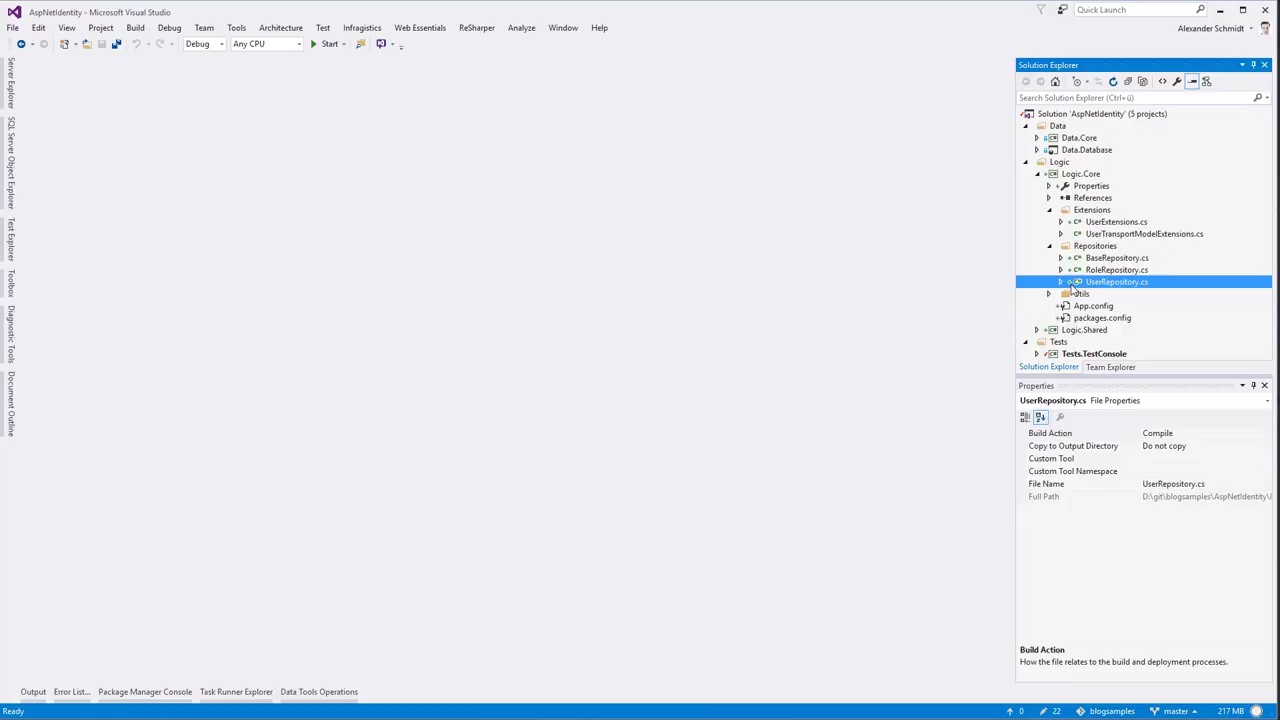 AspNetIdentity - Microsoft Visual Studio
Quick Launch
File Edit View Project Build Debug Team Tools Architecture Test Infragistics Web Essentials ReSharper Analyze Window Help
Alexander Schmidt
Debug Any CPU Start
Server Explorer
SQL Server Object Explorer
Test Explorer
Toolbox
Diagnostic Tools
Document Outline
Solution Explorer
Search Solution Explorer (Ctrl+ü)
Solution 'AspNetIdentity' (5 projects)
Data
Data.Core
Data.Database
Logic
Logic.Core
Properties
References
Extensions
UserExtensions.cs
UserTransportModelExtensions.cs
Repositories
BaseRepository.cs
RoleRepository.cs
UserRepository.cs
Utils
App.config
packages.config
Logic.Shared
Tests
Tests.TestConsole
Solution Explorer Team Explorer
Properties
UserRepository.cs File Properties
Build Action Compile
Copy to Output Directory Do not copy
Custom Tool
Custom Tool Namespace
File Name UserRepository.cs
Full Path D:\git\blogsamples\AspNetIdentity\
Build Action
How the file relates to the build and deployment processes.
Output Error List... Package Manager Console Task Runner Explorer Data Tools Operations
Ready 0 22 blogsamples master 217 MB